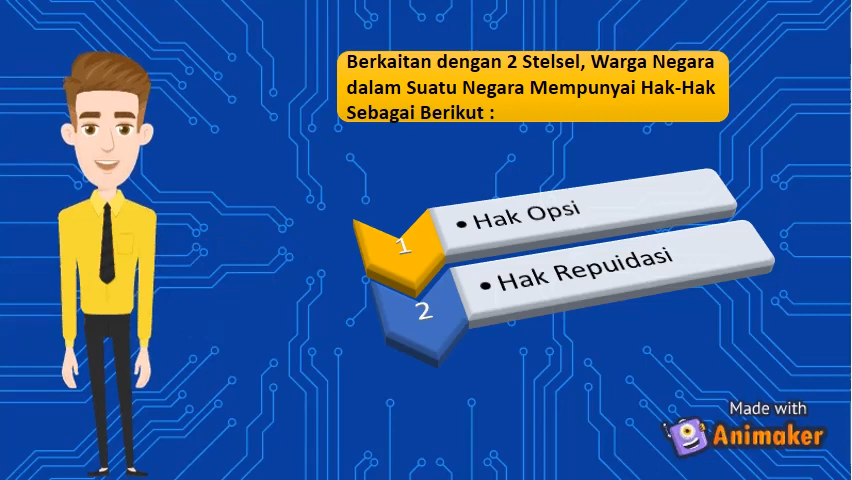 Berkaitan dengan 2 Stelsel, Warga Negara
dalam Suatu Negara Mempunyai Hak-Hak
Sebagai Berikut :
1
• Hak Opsi
2
• Hak Repuidasi
Made with
Animaker